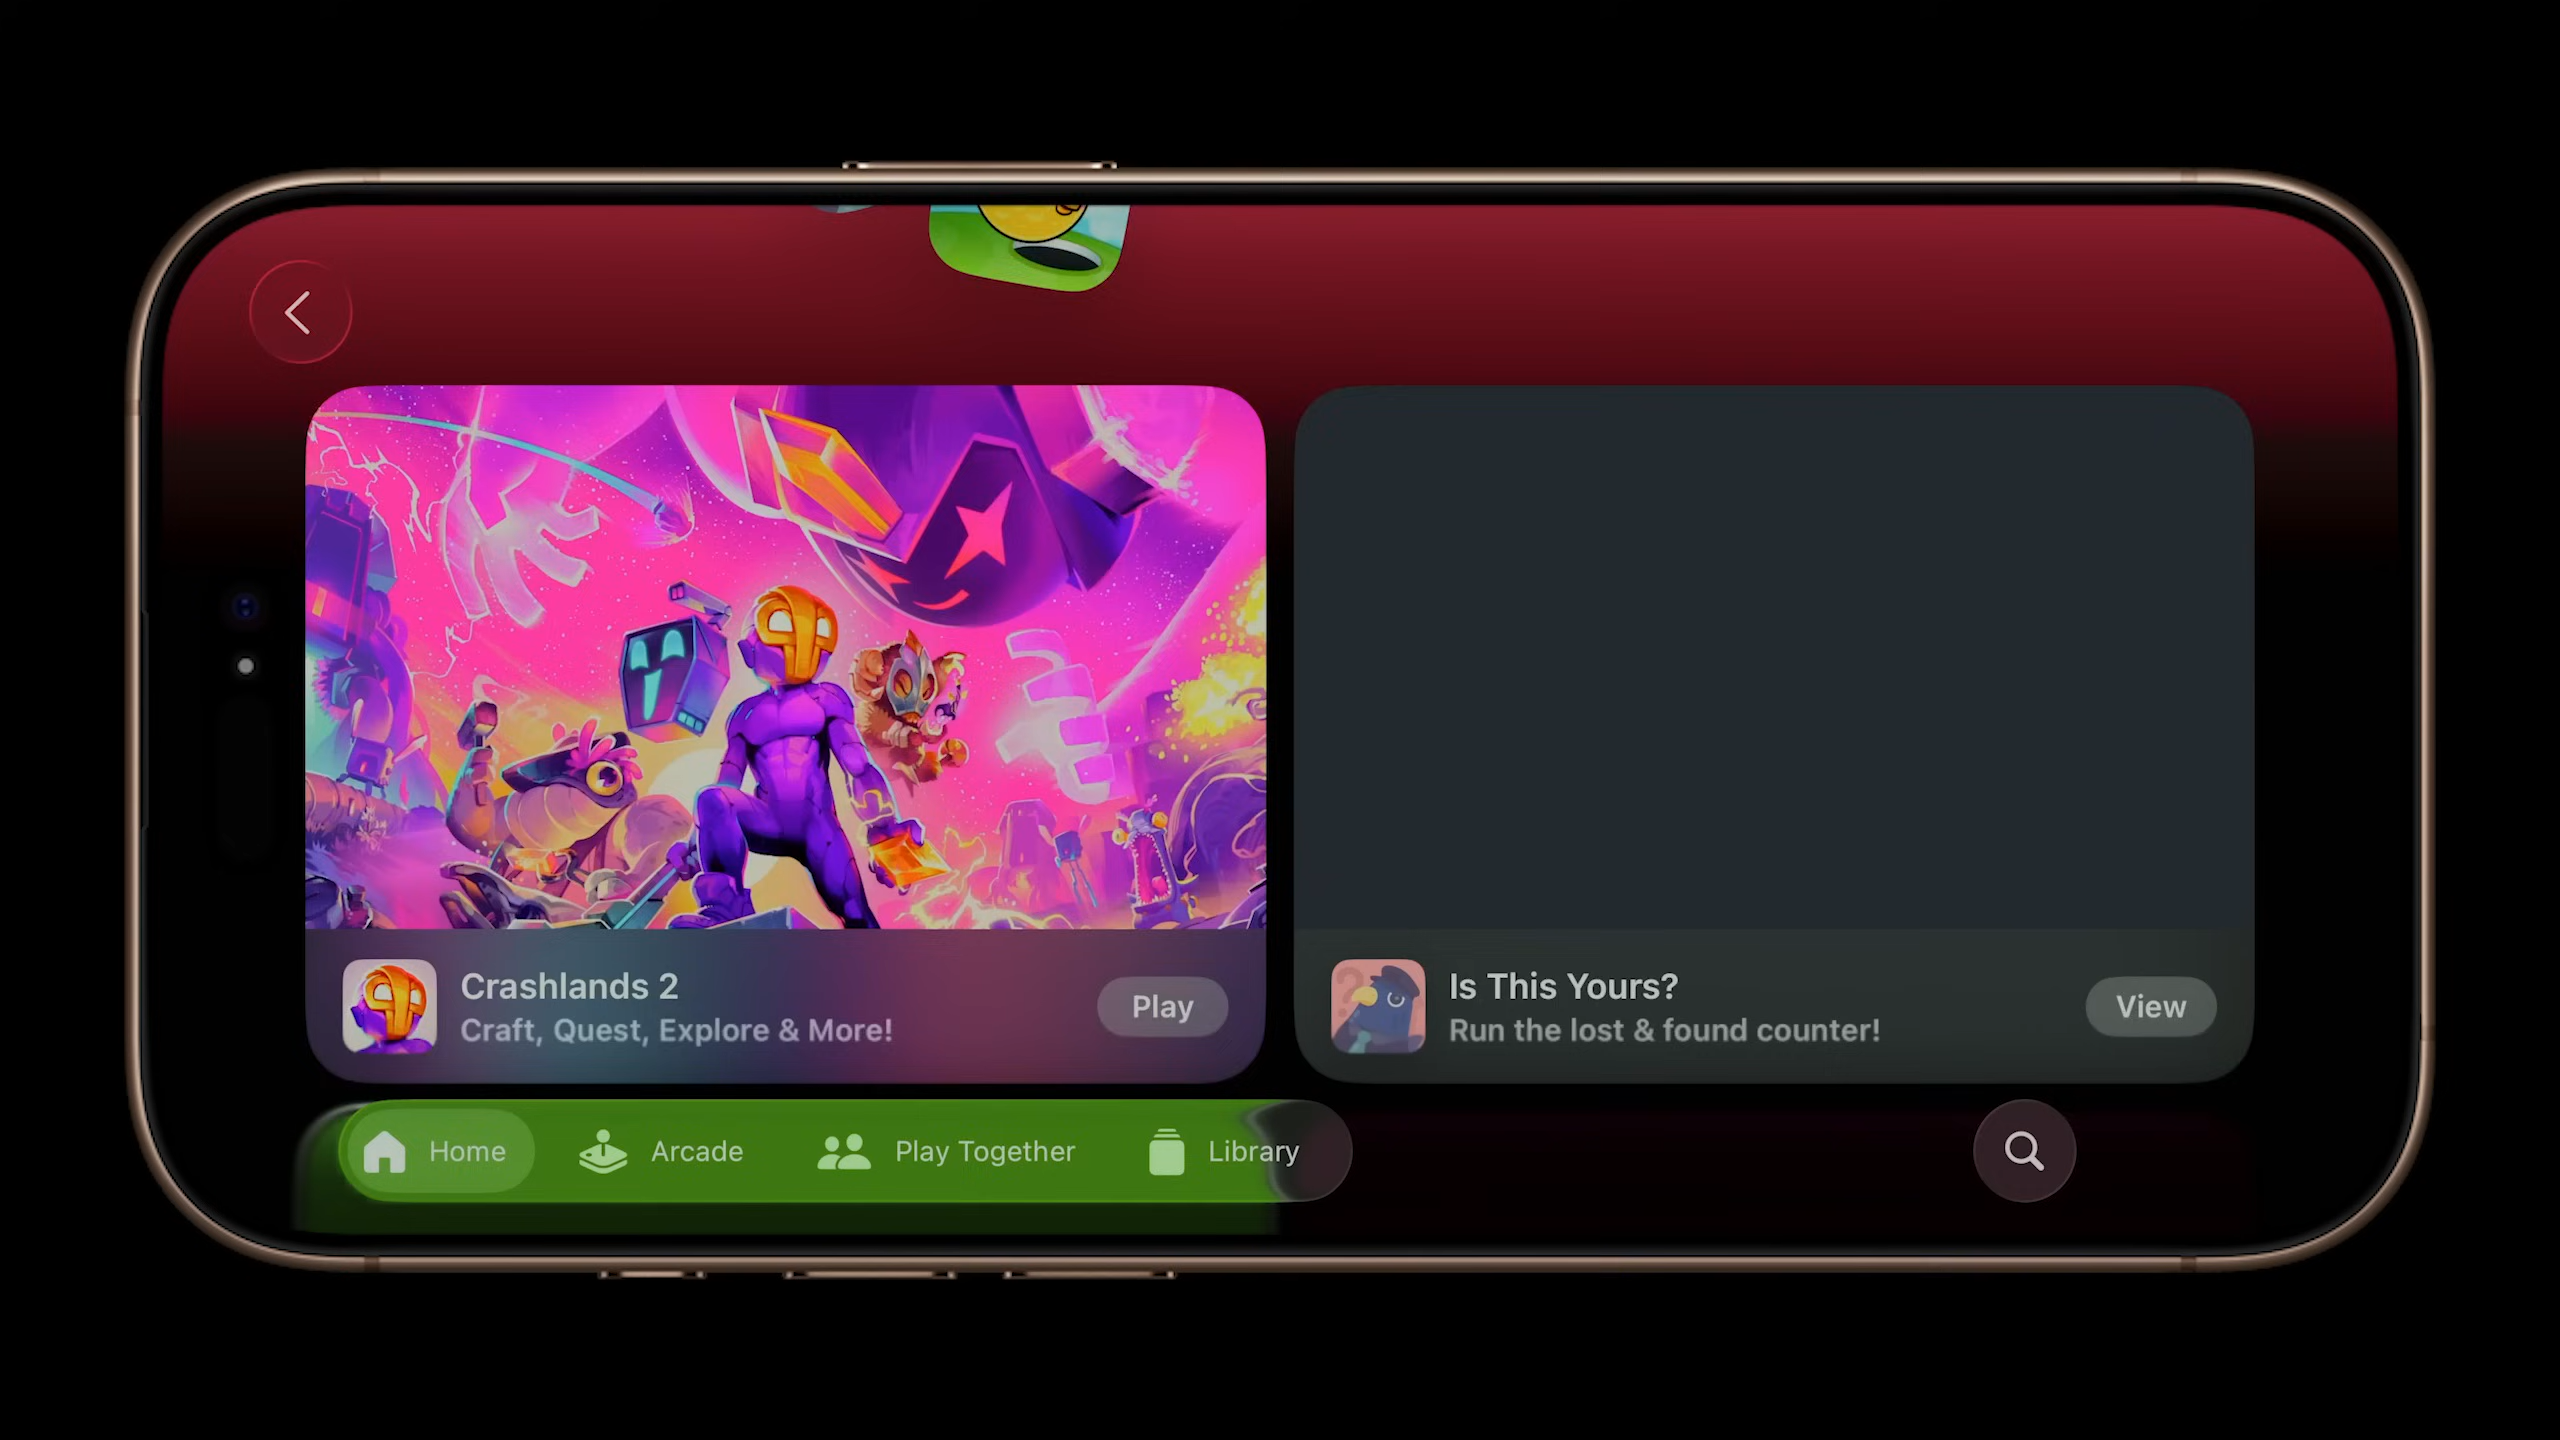 Crashlands 2
Craft, Quest, Explore & More!
Play
Is This Yours?
Run the lost & found counter!
View
Home
Arcade
Play Together
Library